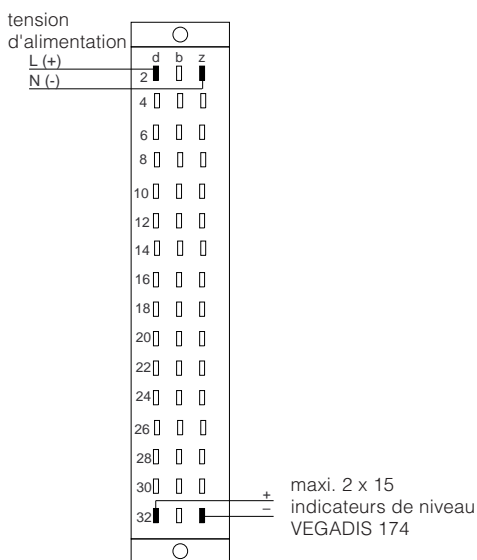 tension
d'alimentation
L (+)
N (-)
d b z
2
4
6
8
10
12
14
16
18
20
22
24
26
28
30
32
+
–
maxi. 2 x 15
indicateurs de niveau
VEGADIS 174